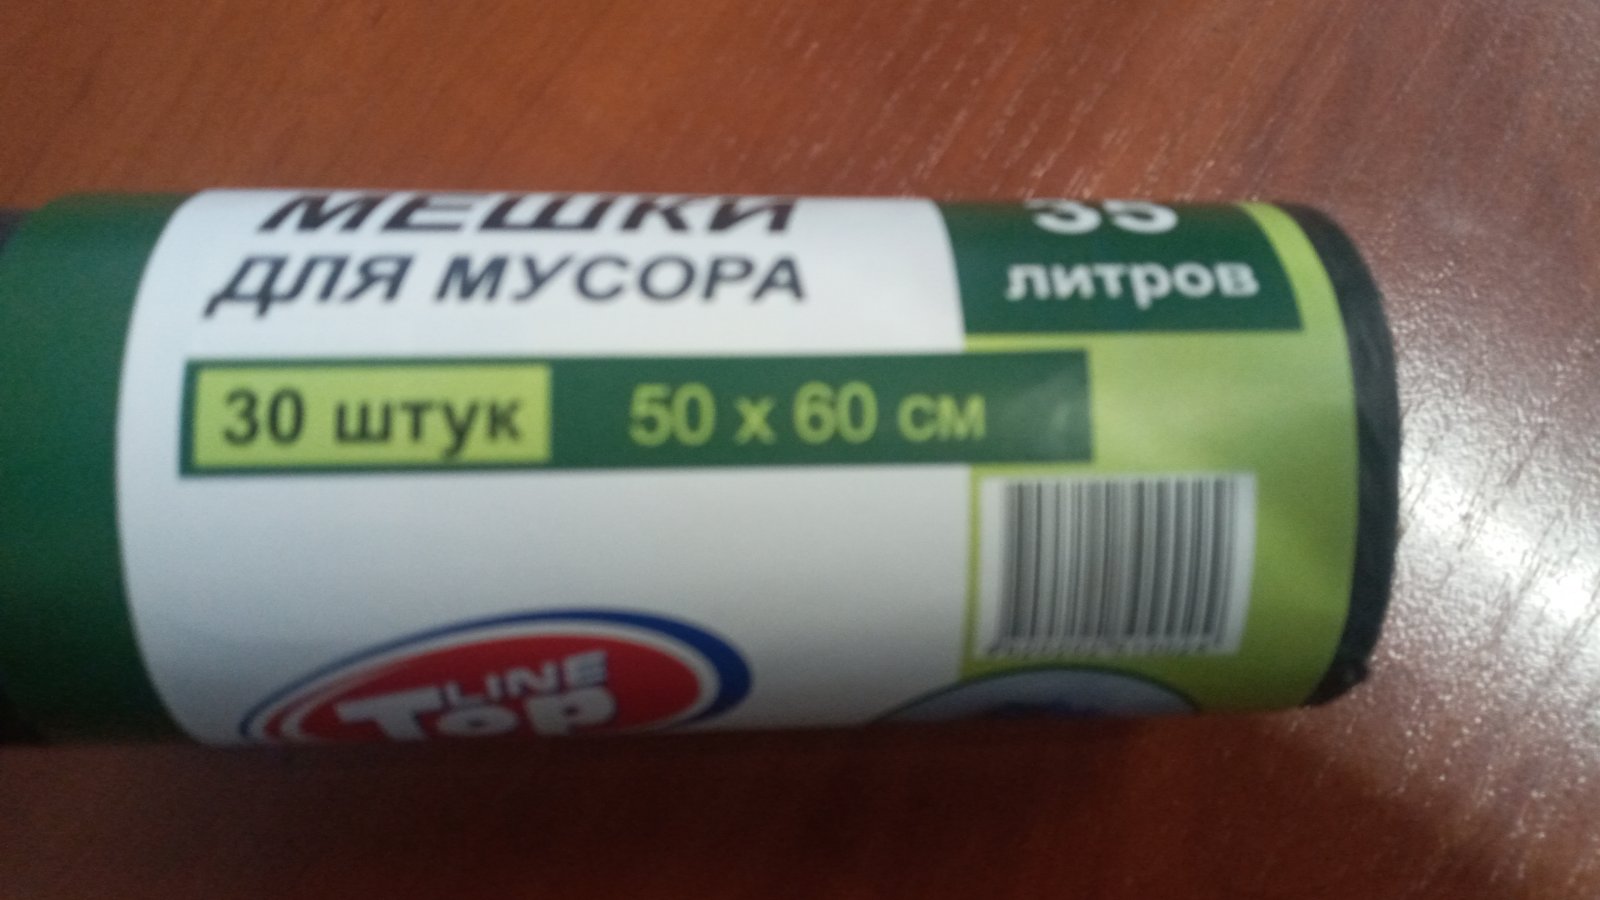 МЕШКИ
ДЛЯ МУСОРА
35
литров
30 штук
50 x 60 см
LINE
Top